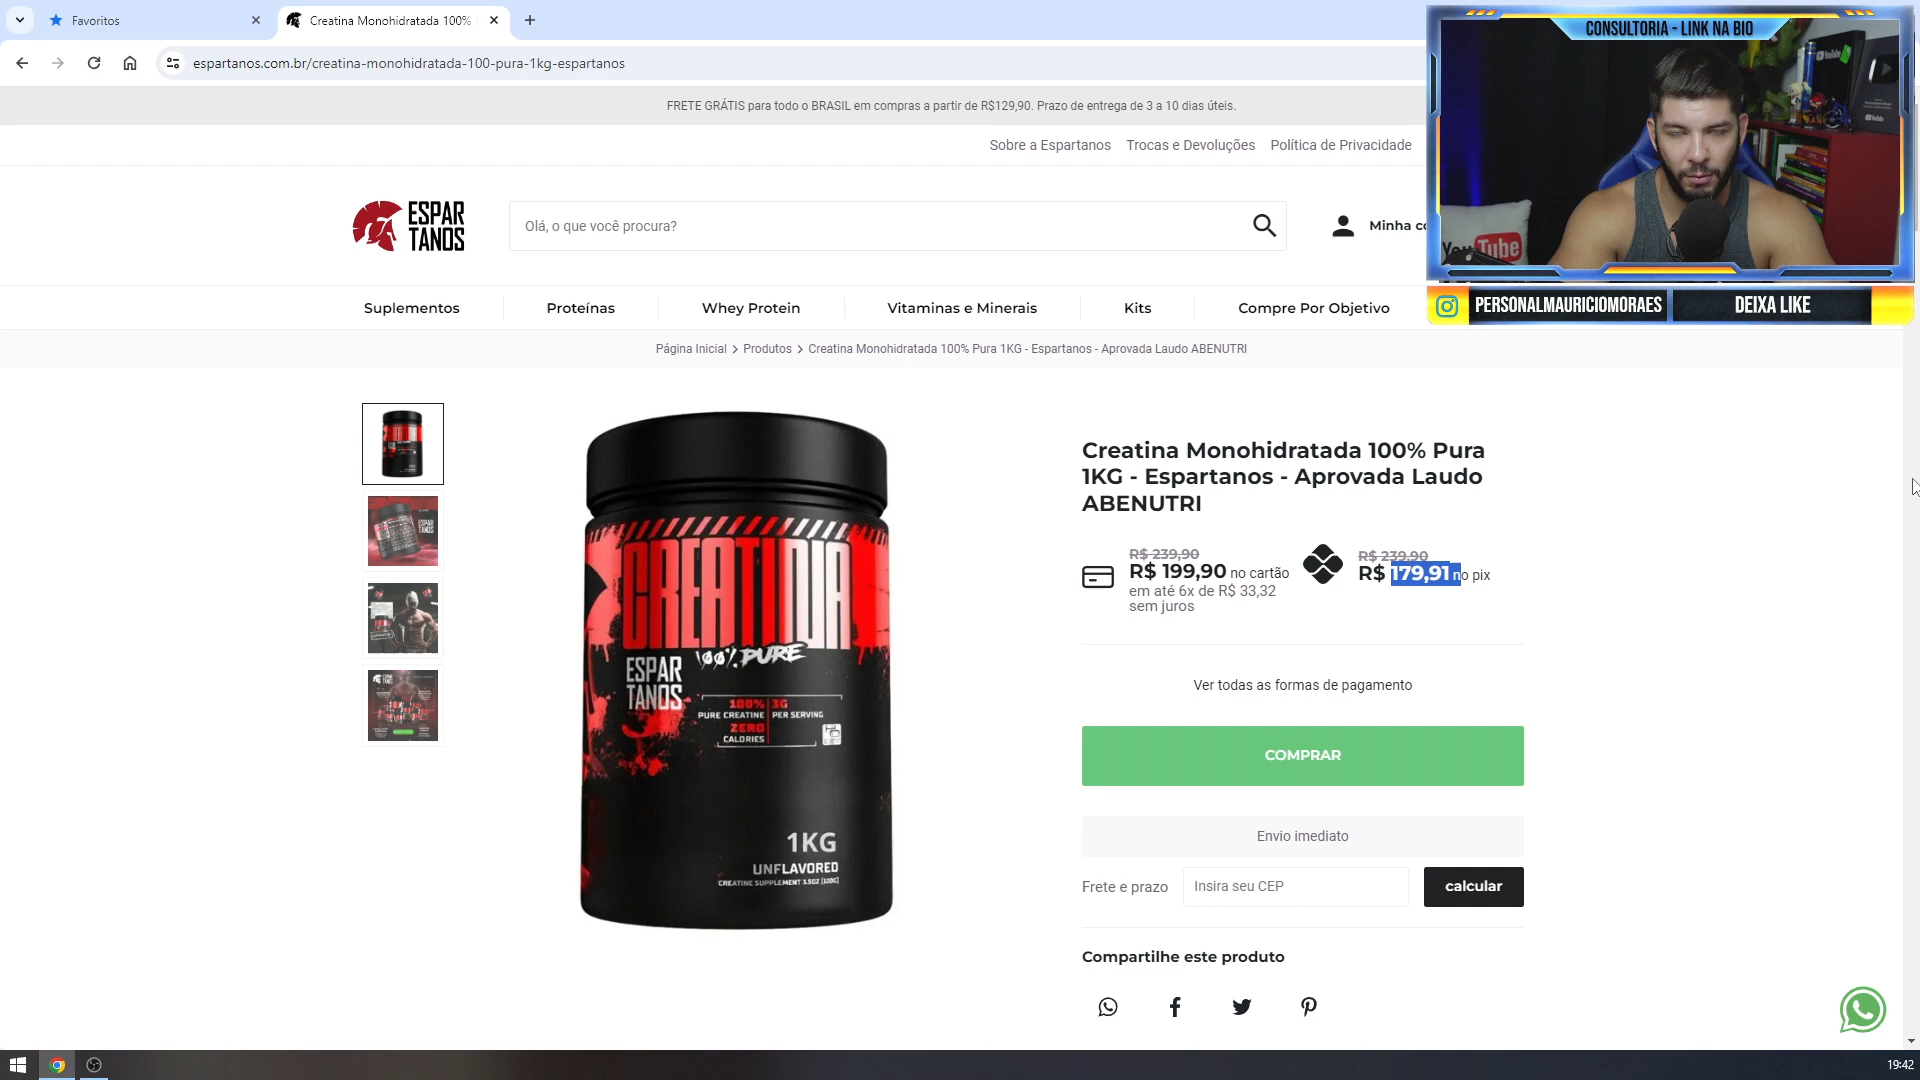 Favoritos
Creatina Monohidratada 100%
espartanos.com.br/creatina-monohidratada-100-pura-1kg-espartanos
CONSULTORIA - LINK NA BIO
FRETE GRÁTIS para todo o BRASIL em compras a partir de R$129,90. Prazo de entrega de 3 a 10 dias úteis.
Sobre a Espartanos Trocas e Devoluções Política de Privacidade
ESPAR
TANOS
Olá, o que você procura?
Minha co
YouTube
PERSONALMAURICIOMORAES DEIXA LIKE
Suplementos Proteínas Whey Protein Vitaminas e Minerais Kits Compre Por Objetivo
Página Inicial > Produtos > Creatina Monohidratada 100% Pura 1KG - Espartanos - Aprovada Laudo ABENUTRI
CREATINA
100% PURE
ESPAR
TANOS
100% 3G
PURE CREATINE PER SERVING
ZERO
CALORIES
1KG
UNFLAVORED
CREATINE SUPPLEMENT 3.5OZ (100G)
Creatina Monohidratada 100% Pura
1KG - Espartanos - Aprovada Laudo
ABENUTRI
R$ 239,90
R$ 199,90 no cartão
em até 6x de R$ 33,32
sem juros
R$ 239,90
R$ 179,91 no pix
Ver todas as formas de pagamento
COMPRAR
Envio imediato
Frete e prazo Insira seu CEP calcular
Compartilhe este produto
19:42